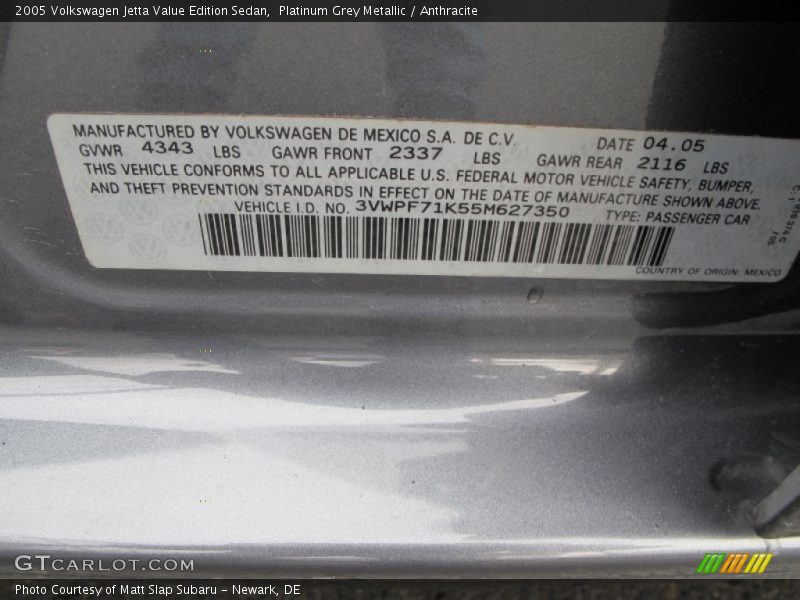 2005 Volkswagen Jetta Value Edition Sedan, Platinum Grey Metallic / Anthracite
MANUFACTURED BY VOLKSWAGEN DE MEXICO S.A. DE C.V. DATE 04.05
GVWR 4343 LBS GAWR FRONT 2337 LBS GAWR REAR 2116 LBS
THIS VEHICLE CONFORMS TO ALL APPLICABLE U.S. FEDERAL MOTOR VEHICLE SAFETY, BUMPER,
AND THEFT PREVENTION STANDARDS IN EFFECT ON THE DATE OF MANUFACTURE SHOWN ABOVE.
VEHICLE I.D. NO. 3VWPF71K55M627350 TYPE: PASSENGER CAR
COUNTRY OF ORIGIN: MEXICO
GTCARLOT.COM
Photo Courtesy of Matt Slap Subaru - Newark, DE